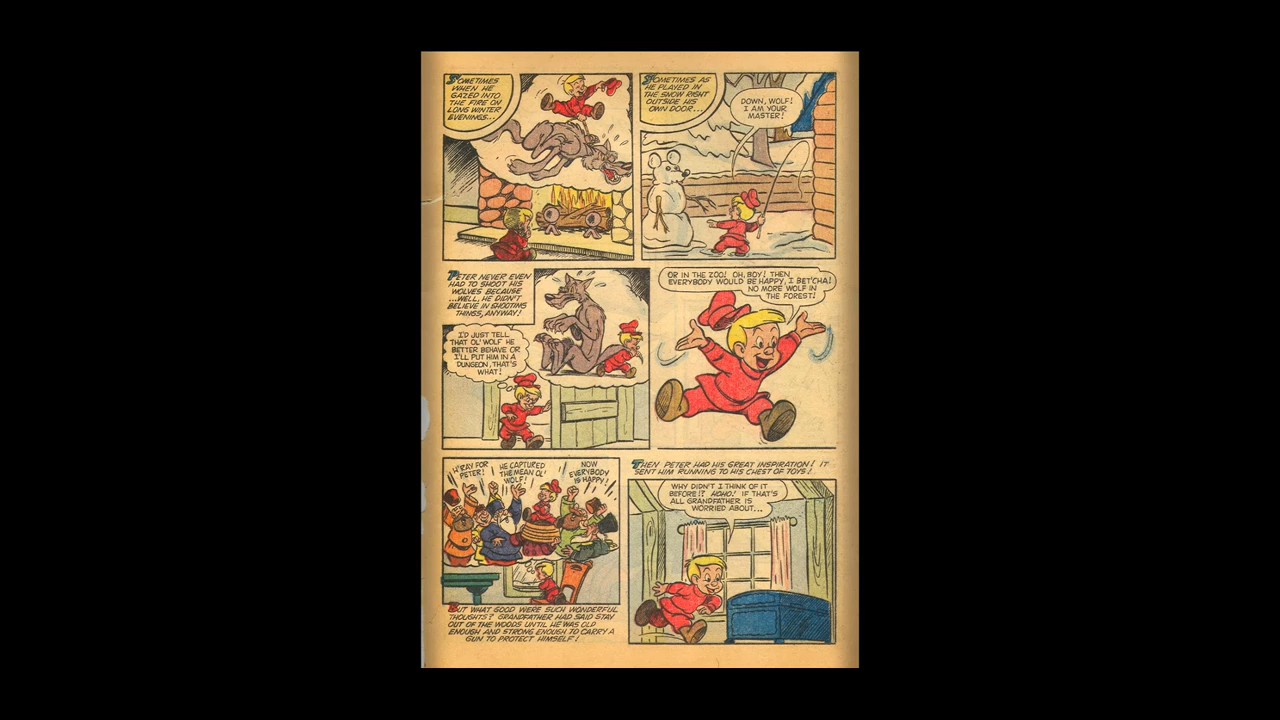 SOMETIMES
WHEN HE
GAZED INTO
THE FIRE ON
LONG WINTER
EVENINGS...
SOMETIMES AS
HE PLAYED IN
THE SNOW RIGHT
OUTSIDE HIS
OWN DOOR...
DOWN, WOLF!
I AM YOUR
MASTER!
PETER NEVER EVEN
HAD TO SHOOT HIS
WOLVES BECAUSE
...WELL, HE DIDN'T
BELIEVE IN SHOOTING
THINGS, ANYWAY!
I'D JUST TELL
THAT OL' WOLF HE
BETTER BEHAVE OR
I'LL PUT HIM IN A
DUNGEON, THAT'S
WHAT!
OR IN THE ZOO! OH, BOY! THEN
EVERYBODY WOULD BE HAPPY, I BET'CHA!
NO MORE WOLF IN
THE FOREST!
H'RAY FOR
PETER!
HE CAPTURED
THE MEAN OL'
WOLF!
NOW
EVERYBODY
IS HAPPY!
BUT WHAT GOOD WERE SUCH WONDERFUL
THOUGHTS? GRANDFATHER HAD SAID STAY
OUT OF THE WOODS UNTIL HE WAS OLD
ENOUGH AND STRONG ENOUGH TO CARRY A
GUN TO PROTECT HIMSELF!
THEN PETER HAD HIS GREAT INSPIRATION! IT
SENT HIM RUNNING TO HIS CHEST OF TOYS!
WHY DIDN'T I THINK OF IT
BEFORE!? HOHO! IF THAT'S
ALL GRANDFATHER IS
WORRIED ABOUT...